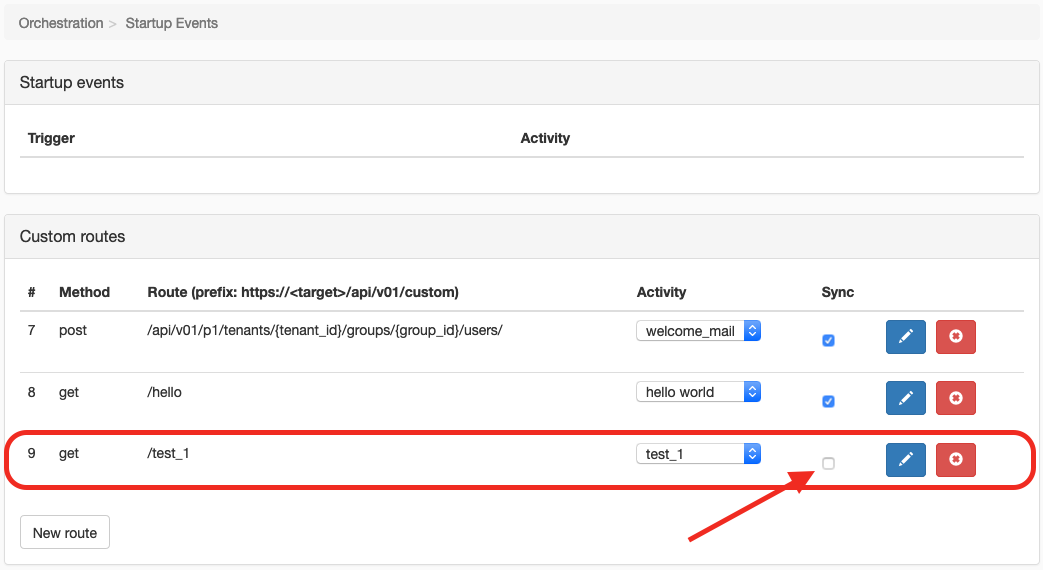 Orchestration > Startup Events
Startup events
Trigger Activity
Custom routes
# Method Route (prefix: https://<target>/api/v01/custom) Activity Sync
7 post /api/v01/p1/tenants/{tenant_id}/groups/{group_id}/users/ welcome_mail
8 get /hello hello world
9 get /test_1 test_1
New route